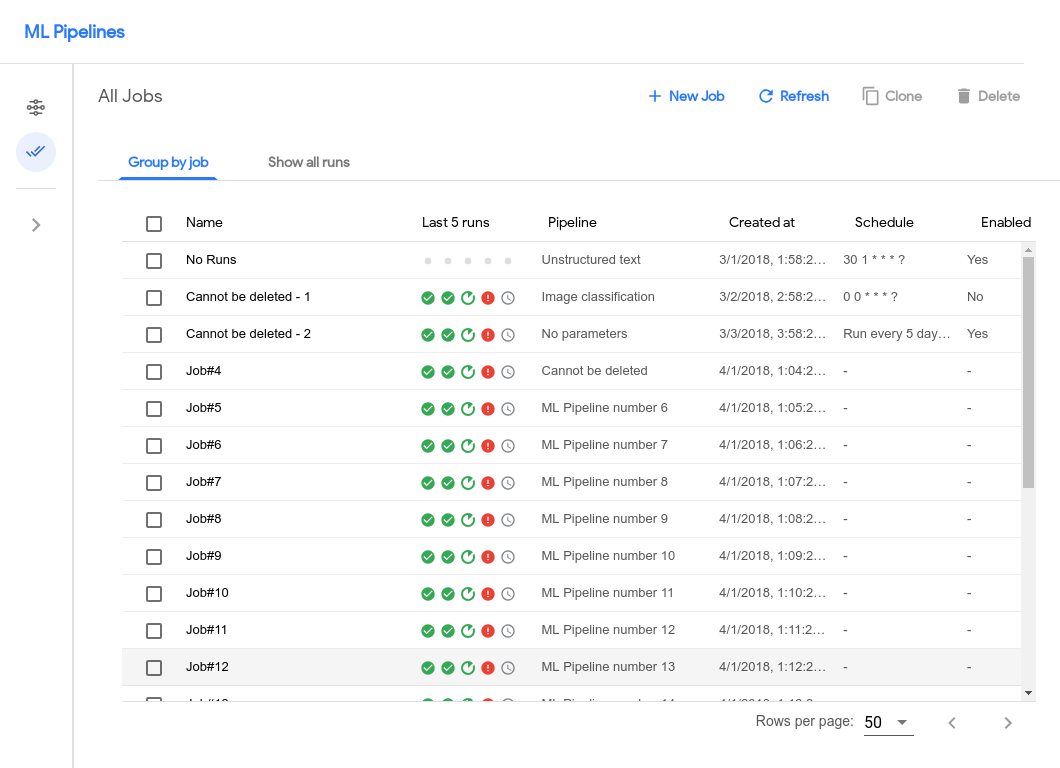 ML Pipelines
All Jobs + New Job Refresh Clone Delete
Group by job Show all runs
Name Last 5 runs Pipeline Created at Schedule Enabled
No Runs Unstructured text 3/1/2018, 1:58:2... 30 1 * * * ? Yes
Cannot be deleted - 1 Image classification 3/2/2018, 2:58:2... 0 0 * * * ? No
Cannot be deleted - 2 No parameters 3/3/2018, 3:58:2... Run every 5 day... Yes
Job#4 Cannot be deleted 4/1/2018, 1:04:2... - -
Job#5 ML Pipeline number 6 4/1/2018, 1:05:2... - -
Job#6 ML Pipeline number 7 4/1/2018, 1:06:2... - -
Job#7 ML Pipeline number 8 4/1/2018, 1:07:2... - -
Job#8 ML Pipeline number 9 4/1/2018, 1:08:2... - -
Job#9 ML Pipeline number 10 4/1/2018, 1:09:2... - -
Job#10 ML Pipeline number 11 4/1/2018, 1:10:2... - -
Job#11 ML Pipeline number 12 4/1/2018, 1:11:2... - -
Job#12 ML Pipeline number 13 4/1/2018, 1:12:2... - -
Rows per page: 50